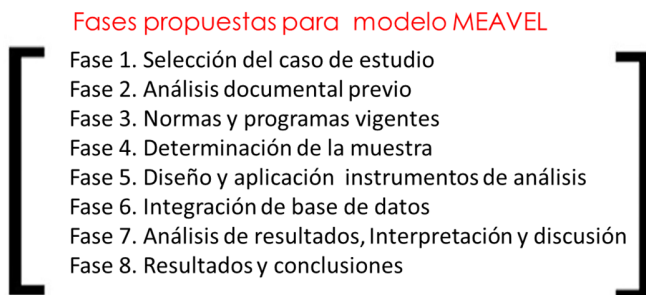 Fases propuestas para modelo MEAVEL
Fase 1. Selección del caso de estudio
Fase 2. Análisis documental previo
Fase 3. Normas y programas vigentes
Fase 4. Determinación de la muestra
Fase 5. Diseño y aplicación instrumentos de análisis
Fase 6. Integración de base de datos
Fase 7. Análisis de resultados, Interpretación y discusión
Fase 8. Resultados y conclusiones